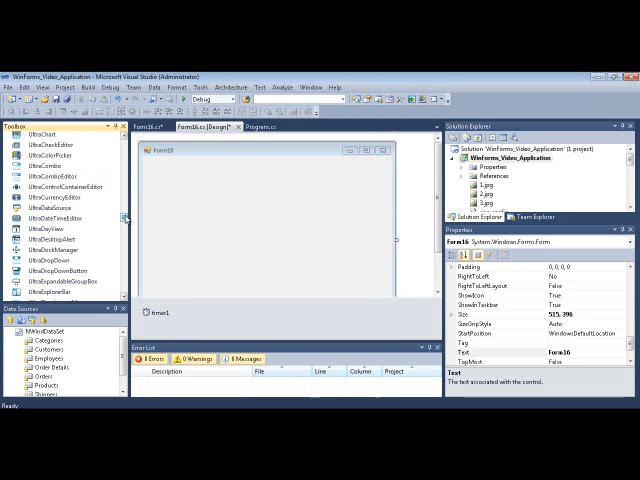 WinForms_Video_Application - Microsoft Visual Studio (Administrator)
File Edit View Project Build Debug Team Data Format Tools Architecture Test Analyze Window Help
Debug
Toolbox
UltraChart
UltraCheckEditor
UltraColorPicker
UltraCombo
UltraComboEditor
UltraControlContainerEditor
UltraCurrencyEditor
UltraDataSource
UltraDateTimeEditor
UltraDayView
UltraDesktopAlert
UltraDockManager
UltraDropDown
UltraDropDownButton
UltraExpandableGroupBox
UltraExplorerBar
Data Sources
NWindDataSet
Categories
Customers
Employees
Order Details
Orders
Products
Shippers
Form16.cs* Form16.cs [Design]* Program.cs
Form16
timer1
Error List
0 Errors 0 Warnings 0 Messages
Description File Line Column Project
Solution Explorer
Solution 'WinForms_Video_Application' (1 project)
WinForms_Video_Application
Properties
References
1.jpg
2.jpg
3.jpg
Solution Explorer Team Explorer
Properties
Form16 System.Windows.Forms.Form
Padding 0, 0, 0, 0
RightToLeft No
RightToLeftLayout False
ShowIcon True
ShowInTaskbar True
Size 515, 396
SizeGripStyle Auto
StartPosition WindowsDefaultLocation
Tag
Text Form16
TopMost False
Text
The text associated with the control.
Ready